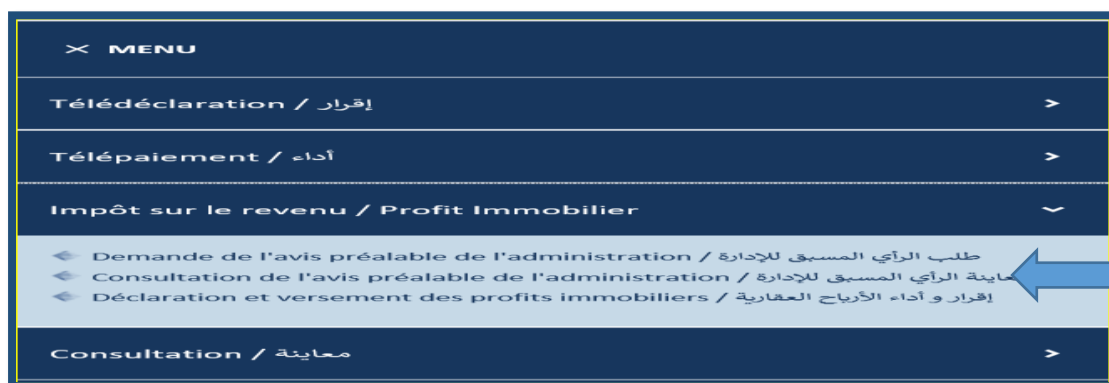 × MENU
Télédéclaration / إقرار
Télépaiement / أداء
Impôt sur le revenu / Profit Immobilier
Demande de l'avis préalable de l'administration / طلب الرأي المسبق للإدارة
Consultation de l'avis préalable de l'administration / الرأي المسبق للإدارة
Déclaration et versement des profits immobiliers / إقرار و أداء الأرباح العقارية
Consultation / معاينة